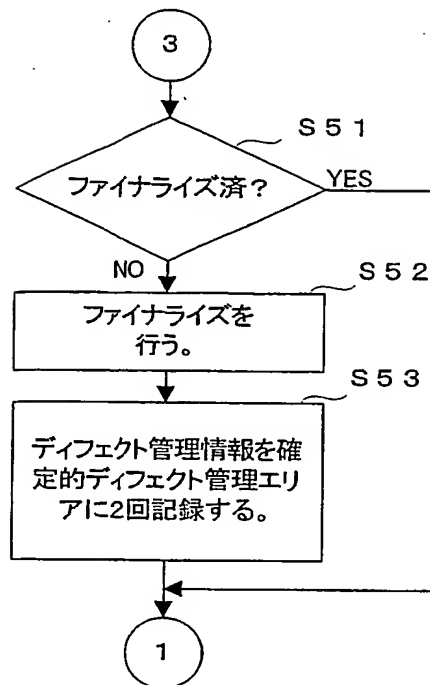 3
S51
ファイナライズ済?
YES
NO
S52
ファイナライズを
行う。
S53
ディフェクト管理情報を確
定的ディフェクト管理エリ
アに2回記録する。
1